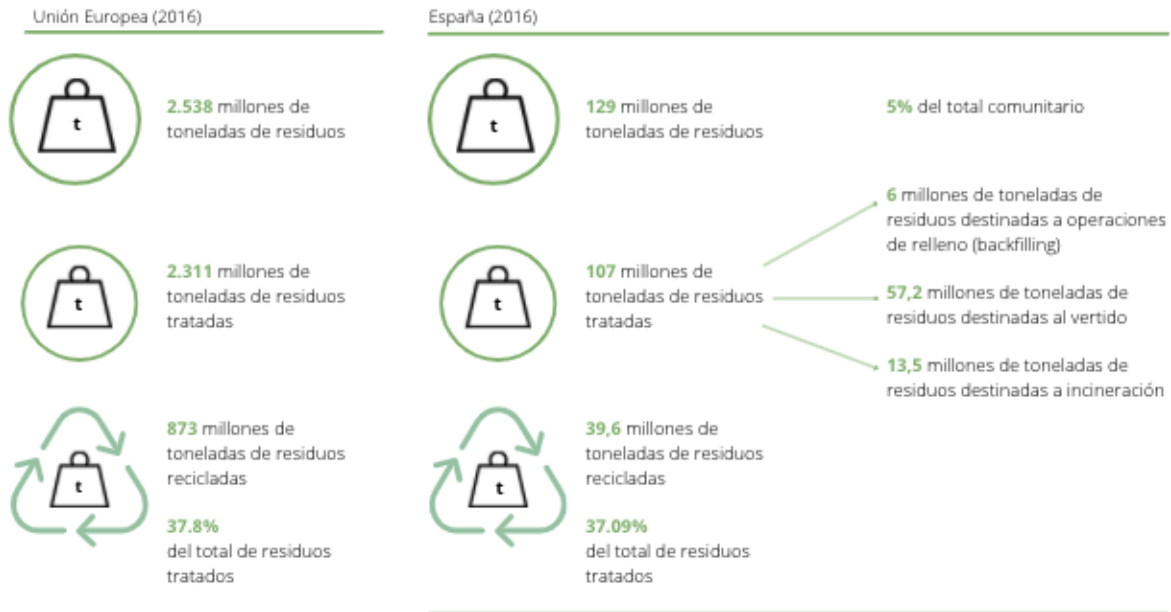 Unión Europea (2016)
t
2.538 millones de
toneladas de residuos
t
2.311 millones de
toneladas de residuos
tratadas
t
873 millones de
toneladas de residuos
recicladas
37.8%
del total de residuos
tratados
España (2016)
t
129 millones de
toneladas de residuos
5% del total comunitario
t
107 millones de
toneladas de residuos
tratadas
6 millones de toneladas de
residuos destinadas a operaciones
de relleno (backfilling)
57,2 millones de toneladas de
residuos destinadas al vertido
13,5 millones de toneladas de
residuos destinadas a incineración
t
39,6 millones de
toneladas de residuos
recicladas
37.09%
del total de residuos
tratados